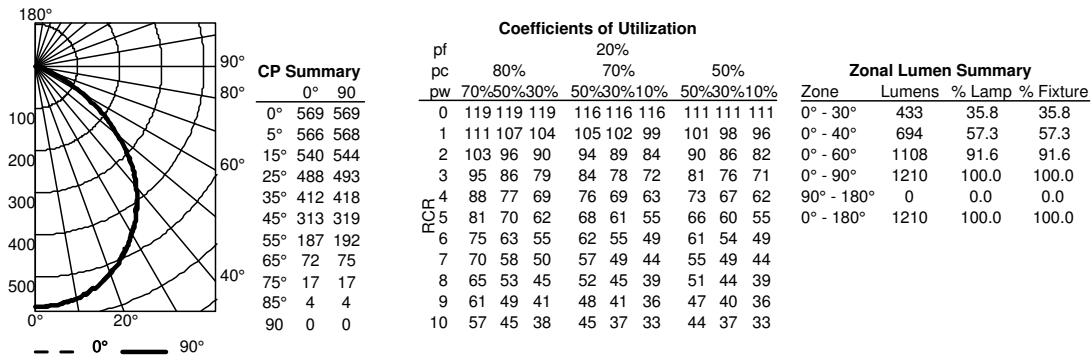 180°
90°
80°
60°
40°
20°
0°
100
200
300
400
500
0° 90°
CP Summary
0° 90
0° 569 569
5° 566 568
15° 540 544
25° 488 493
35° 412 418
45° 313 319
55° 187 192
65° 72 75
75° 17 17
85° 4 4
90 0 0
Coefficients of Utilization
pf 20%
pc 80% 70% 50%
pw 70%50%30% 50%30%10% 50%30%10%
RCR
0 119 119 119 116 116 116 111 111 111
1 111 107 104 105 102 99 101 98 96
2 103 96 90 94 89 84 90 86 82
3 95 86 79 84 78 72 81 76 71
4 88 77 69 76 69 63 73 67 62
5 81 70 62 68 61 55 66 60 55
6 75 63 55 62 55 49 61 54 49
7 70 58 50 57 49 44 55 49 44
8 65 53 45 52 45 39 51 44 39
9 61 49 41 48 41 36 47 40 36
10 57 45 38 45 37 33 44 37 33
Zonal Lumen Summary
Zone Lumens % Lamp % Fixture
0° - 30° 433 35.8 35.8
0° - 40° 694 57.3 57.3
0° - 60° 1108 91.6 91.6
0° - 90° 1210 100.0 100.0
90° - 180° 0 0.0 0.0
0° - 180° 1210 100.0 100.0